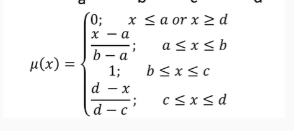 a b c d
0; x ≤ a or x ≥ d
x − a
b − a ; a ≤ x ≤ b
μ(x) =
1; b ≤ x ≤ c
d − x
d − c ; c ≤ x ≤ d